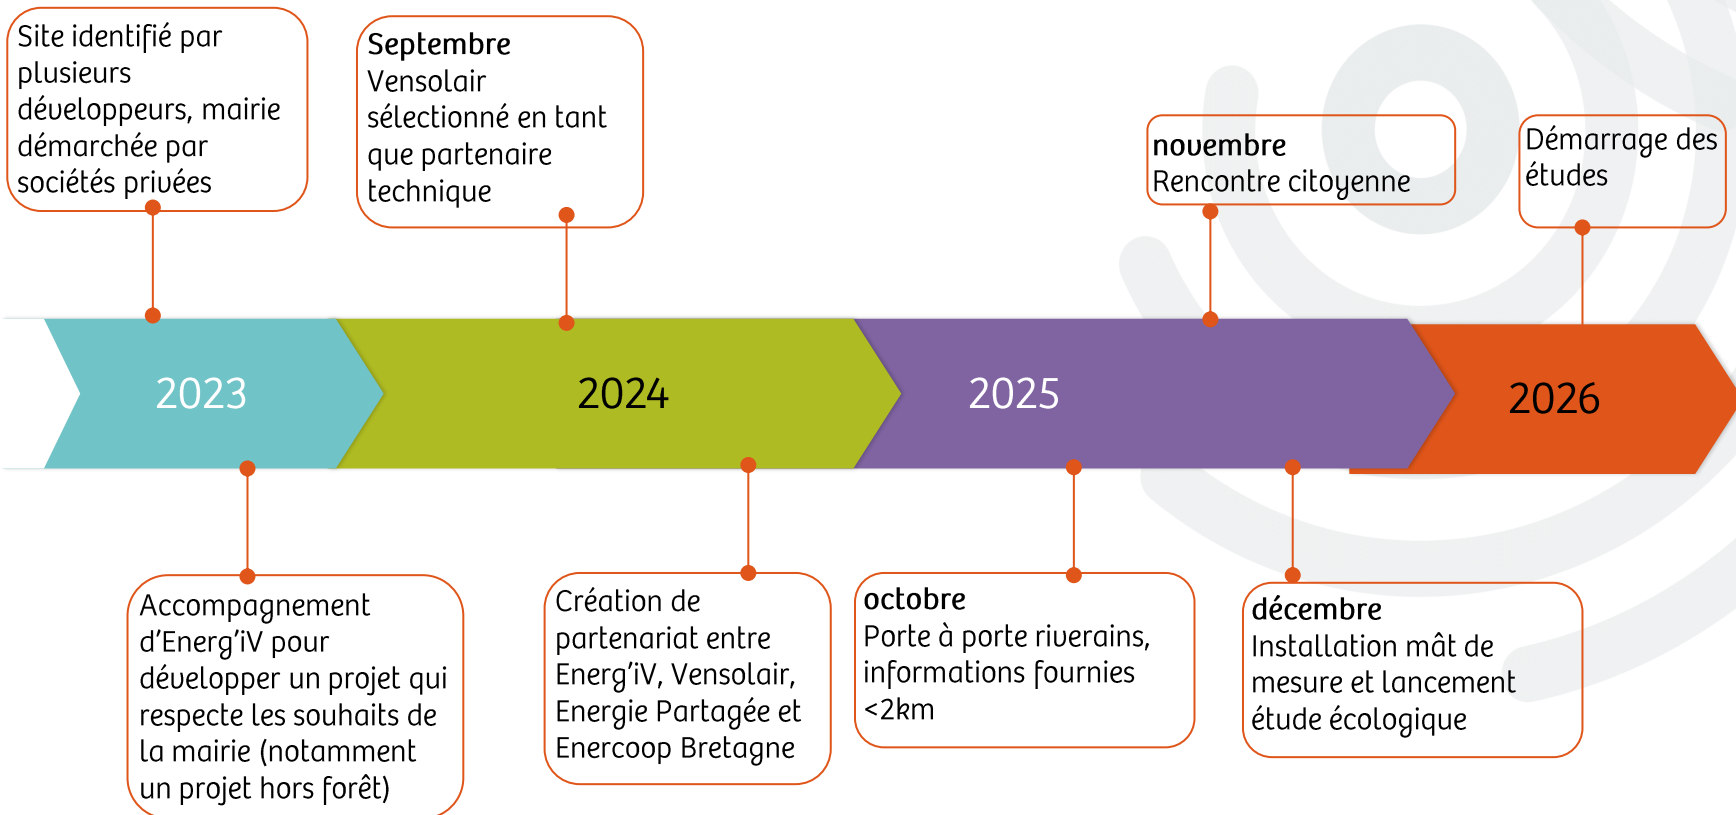 Site identifié par
plusieurs
développeurs, mairie
démarchée par
sociétés privées
Septembre
Vensolair
sélectionné en tant
que partenaire
technique
novembre
Rencontre citoyenne
Démarrage des
études
2023
2024
2025
2026
Accompagnement
d'Energ'iV pour
développer un projet qui
respecte les souhaits de
la mairie (notamment
un projet hors forêt)
Création de
partenariat entre
Energ'iV, Vensolair,
Energie Partagée et
Enercoop Bretagne
octobre
Porte à porte riverains,
informations fournies
<2km
décembre
Installation mât de
mesure et lancement
étude écologique